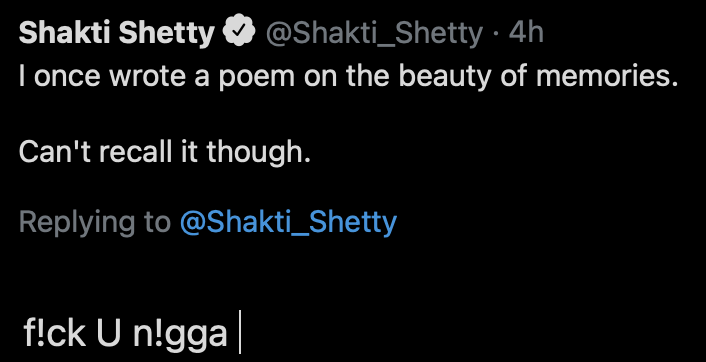 Shakti Shetty @Shakti_Shetty · 4h
I once wrote a poem on the beauty of memories.
Can't recall it though.
Replying to @Shakti_Shetty
f!ck U n!gga